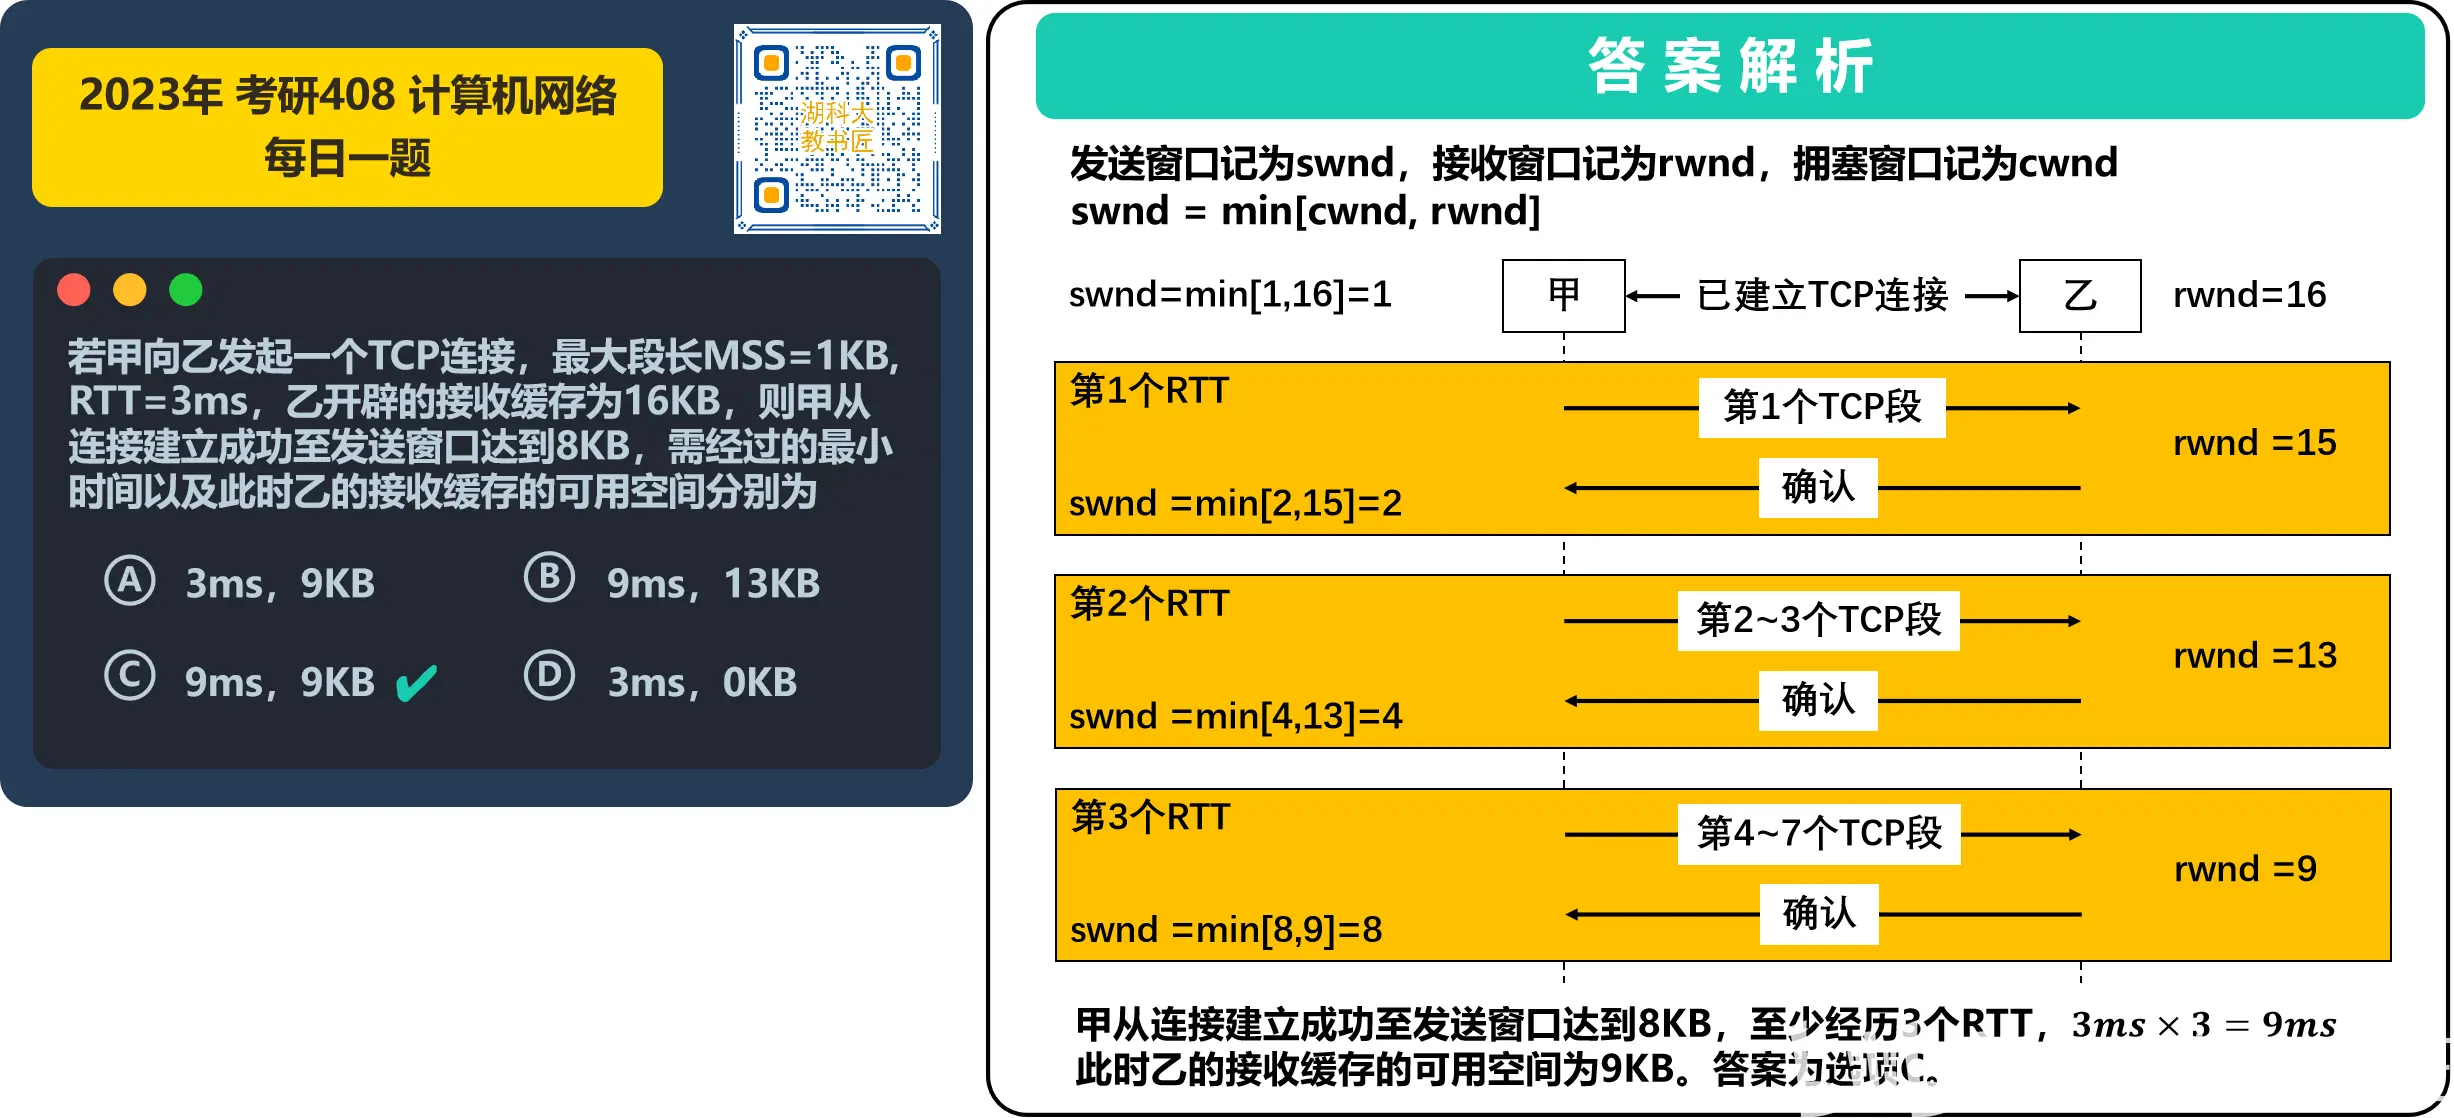 2023年 考研408 计算机网络
每日一题
湖科大
教书匠
若甲向乙发起一个TCP连接，最大段长MSS=1KB,
RTT=3ms，乙开辟的接收缓存为16KB，则甲从
连接建立成功至发送窗口达到8KB，需经过的最小
时间以及此时乙的接收缓存的可用空间分别为
A 3ms，9KB
B 9ms，13KB
C 9ms，9KB ✔
D 3ms，0KB
答案解析
发送窗口记为swnd，接收窗口记为rwnd，拥塞窗口记为cwnd
swnd = min[cwnd, rwnd]
swnd=min[1,16]=1
甲
已建立TCP连接
乙
rwnd=16
第1个RTT
第1个TCP段
rwnd =15
确认
swnd =min[2,15]=2
第2个RTT
第2~3个TCP段
rwnd =13
确认
swnd =min[4,13]=4
第3个RTT
第4~7个TCP段
rwnd =9
确认
swnd =min[8,9]=8
甲从连接建立成功至发送窗口达到8KB，至少经历3个RTT，3ms × 3 = 9ms
此时乙的接收缓存的可用空间为9KB。答案为选项C。